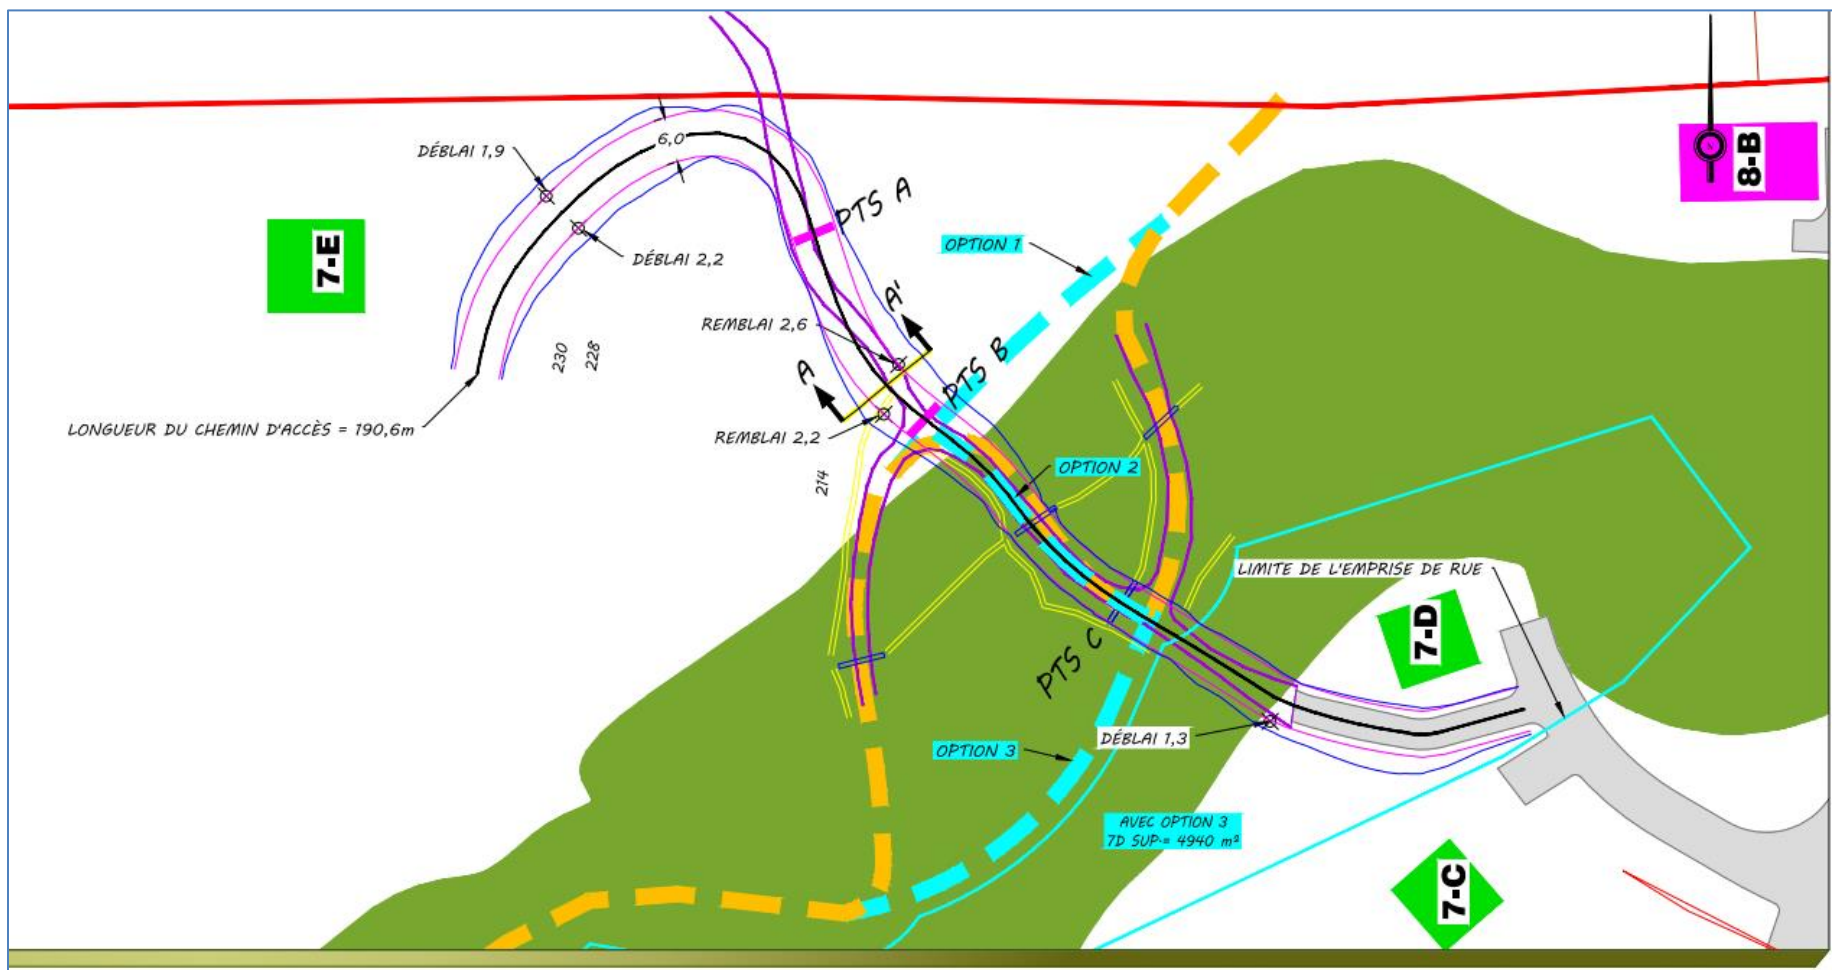 8-B
6,0
DÉBLAI 1,9
PTS A
7-E
OPTION 1
DÉBLAI 2,2
A'
REMBLAI 2,6
230
228
A
PTS B
LONGUEUR DU CHEMIN D'ACCÈS = 190,6m
REMBLAI 2,2
OPTION 2
214
LIMITE DE L'EMPRISE DE RUE
7-D
PTS C
DÉBLAI 1,3
OPTION 3
AVEC OPTION 3
7D SUP.= 4940 m²
7-C